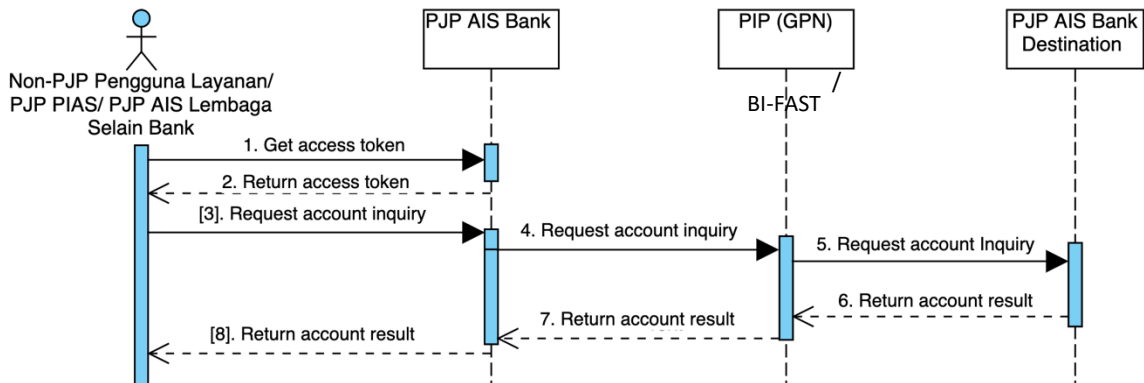 PJP AIS Bank
PIP (GPN)
/
BI-FAST
PJP AIS Bank
Destination
Non-PJP Pengguna Layanan/
PJP PIAS/ PJP AIS Lembaga
Selain Bank
1. Get access token
2. Return access token
[3]. Request account inquiry
4. Request account inquiry
5. Request account Inquiry
6. Return account result
7. Return account result
[8]. Return account result